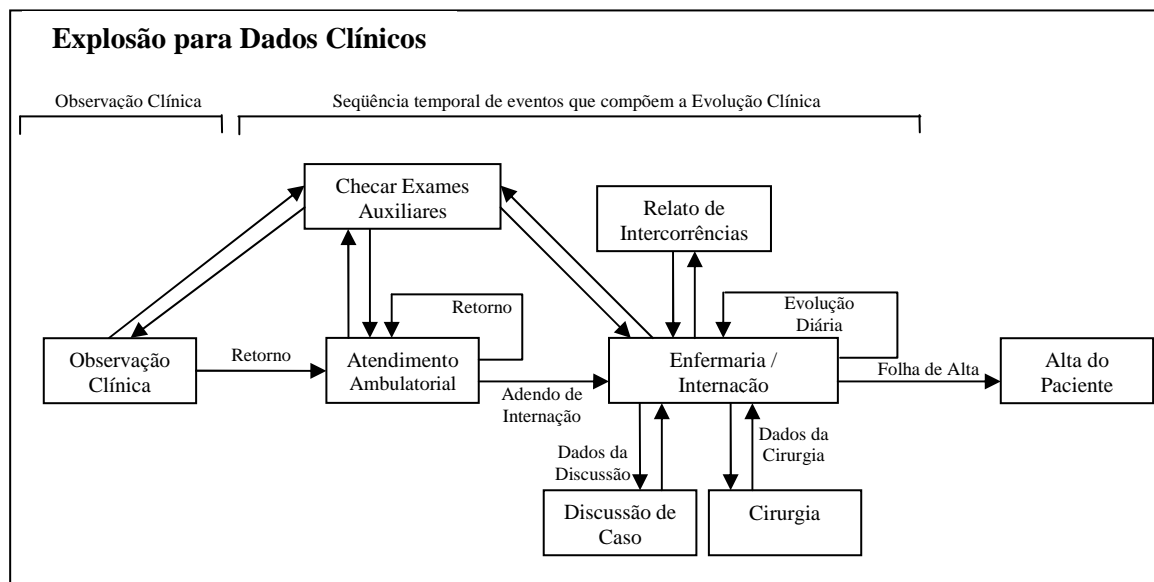 Explosão para Dados Clínicos
Observação Clínica
Seqüência temporal de eventos que compõem a Evolução Clínica
Checar Exames
Auxiliares
Relato de
Intercorrências
Retorno
Evolução
Diária
Observação
Clínica
Retorno
Atendimento
Ambulatorial
Adendo de
Internação
Enfermaria /
Internação
Folha de Alta
Alta do
Paciente
Dados da
Discussão
Dados da
Cirurgia
Discussão de
Caso
Cirurgia